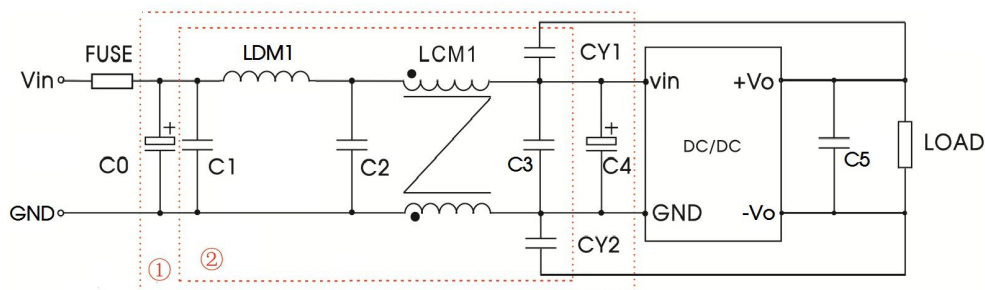 FUSE LDM1 LCM1 CY1
Vin vin +Vo
+ +
C0 C1 C2 C3 C4 DC/DC C5 LOAD
GND GND -Vo
CY2
① ②